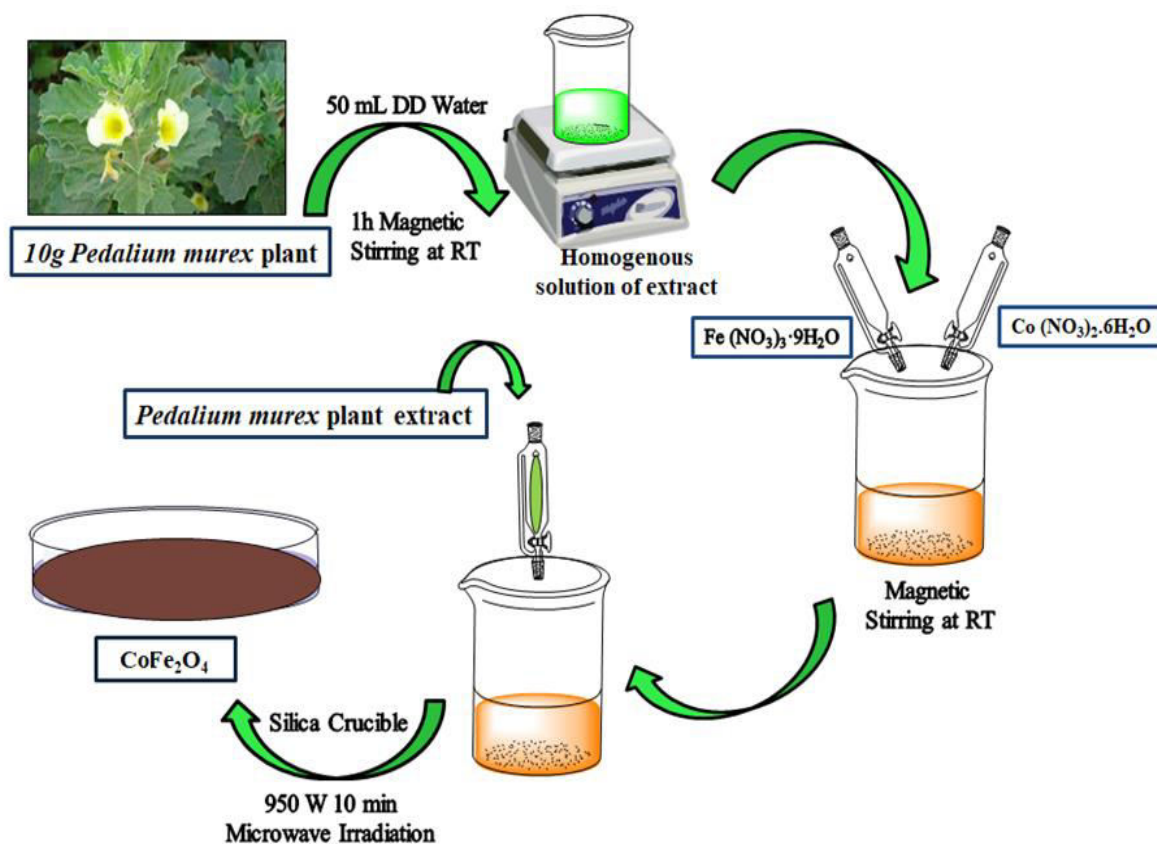 50 mL DD Water
1h Magnetic
Stirring at RT
10g Pedalium murex plant
Homogenous
solution of extract
Fe (NO₃)₃·9H₂O
Co (NO₃)₂.6H₂O
Magnetic
Stirring at RT
Pedalium murex plant extract
Silica Crucible
950 W 10 min
Microwave Irradiation
CoFe₂O₄